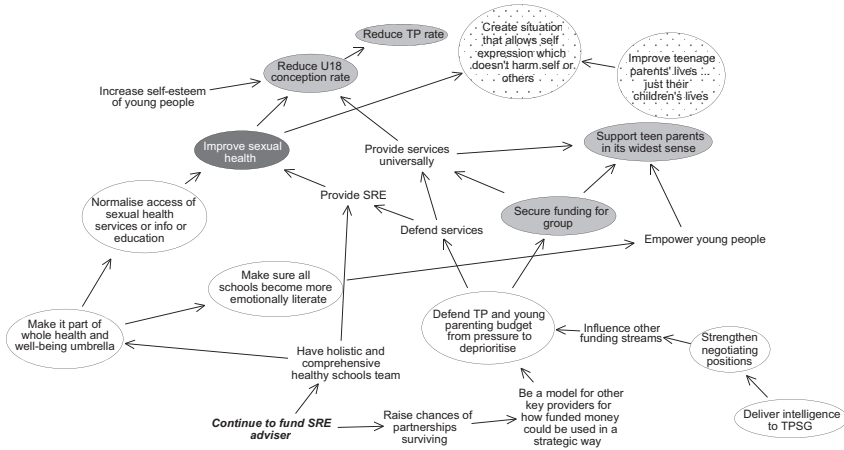 Reduce TP rate
Create situation
that allows self
expression which
doesn't harm self or
others
Reduce U18
conception rate
Improve teenage
parents' lives ...
just their
children's lives
Increase self-esteem
of young people
Improve sexual
health
Provide services
universally
Support teen parents
in its widest sense
Normalise access of
sexual health
services or info or
education
Provide SRE
Secure funding for
group
Defend services
Empower young people
Make sure all
schools become more
emotionally literate
Make it part of
whole health and
well-being umbrella
Defend TP and young
parenting budget
from pressure to
deprioritise
Influence other
funding streams
Strengthen
negotiating
positions
Have holistic and
comprehensive
healthy schools team
Continue to fund SRE
adviser
Raise chances of
partnerships
surviving
Be a model for other
key providers for
how funded money
could be used in a
strategic way
Deliver intelligence
to TPSG